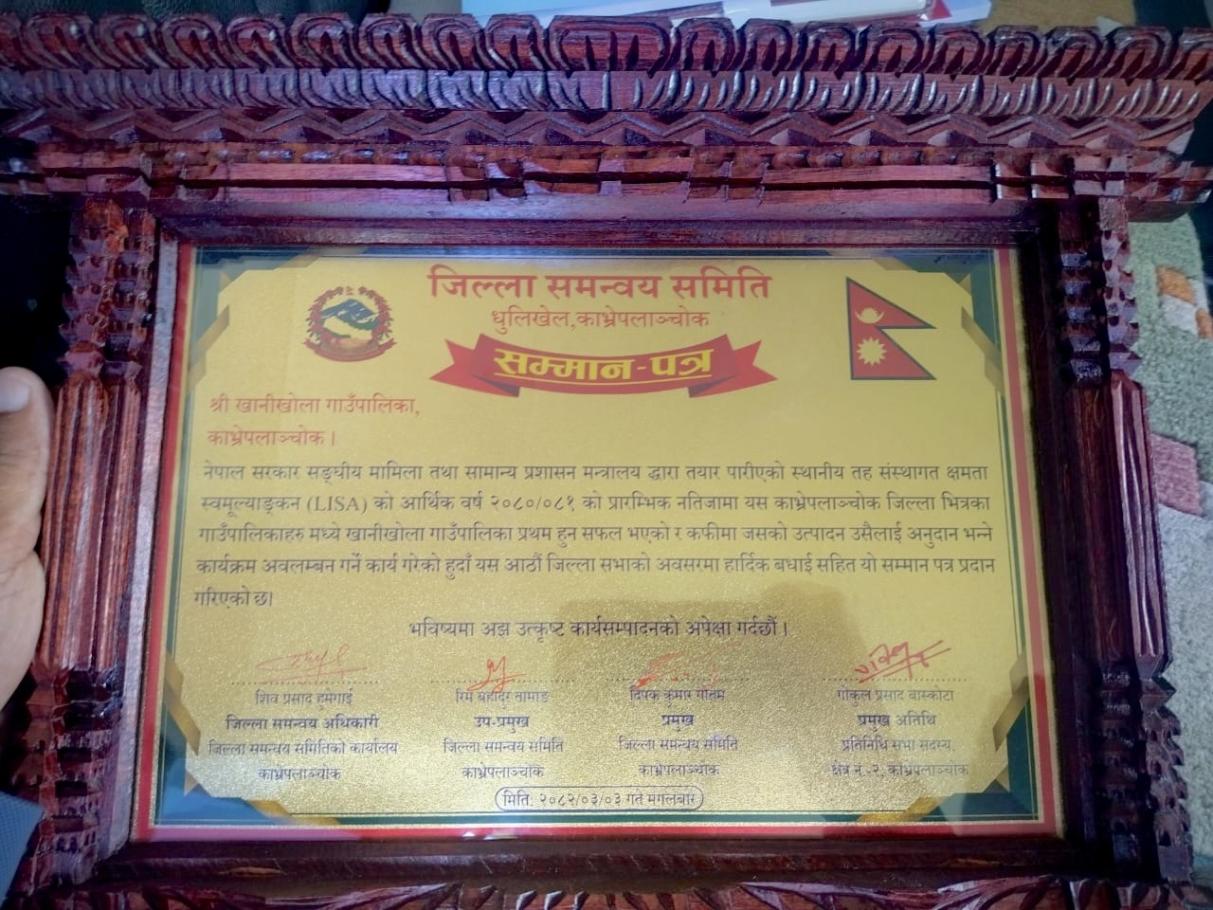 जिल्ला समन्वय समिति
धुलिखेल,काभ्रेपलाञ्चोक
सम्मान-पत्र
श्री खानीखोला गाउँपालिका,
काभ्रेपलाञ्चोक।
नेपाल सरकार सङ्घीय मामिला तथा सामान्य प्रशासन मन्त्रालय द्धारा तयार पारीएको स्थानीय तह संस्थागत क्षमता
स्वमूल्याङ्कन (LISA) को आर्थिक वर्ष २०८०/०८१ को प्रारम्भिक नतिजामा यस काभ्रेपलाञ्चोक जिल्ला भित्रका
गाउँपालिकाहरु मध्ये खानीखोला गाउँपालिका प्रथम हुन सफल भएको र कफीमा जसको उत्पादन उसैलाई अनुदान भन्ने
कार्यक्रम अवलम्बन गर्ने कार्य गरेको हुदाँ यस आठौं जिल्ला सभाको अवसरमा हार्दिक बधाई सहित यो सम्मान पत्र प्रदान
गरिएको छ।
भविष्यमा अझ उत्कृष्ट कार्यसम्पादनको अपेक्षा गर्दछौं।
शिव प्रसाद हुमेगाई रिम बहादुर तामाङ दिपक कुमार गौतम गोकुल प्रसाद बास्कोटा
जिल्ला समन्वय अधिकारी उप-प्रमुख प्रमुख प्रमुख अतिथि
जिल्ला समन्वय समितिको कार्यालय जिल्ला समन्वय समिति जिल्ला समन्वय समिति प्रतिनिधि सभा सदस्य,
काभ्रेपलाञ्चोक काभ्रेपलाञ्चोक काभ्रेपलाञ्चोक क्षेत्र नं.-२, काभ्रेपलाञ्चोक
मिति: २०८२/०३/०३ गते मंगलबार